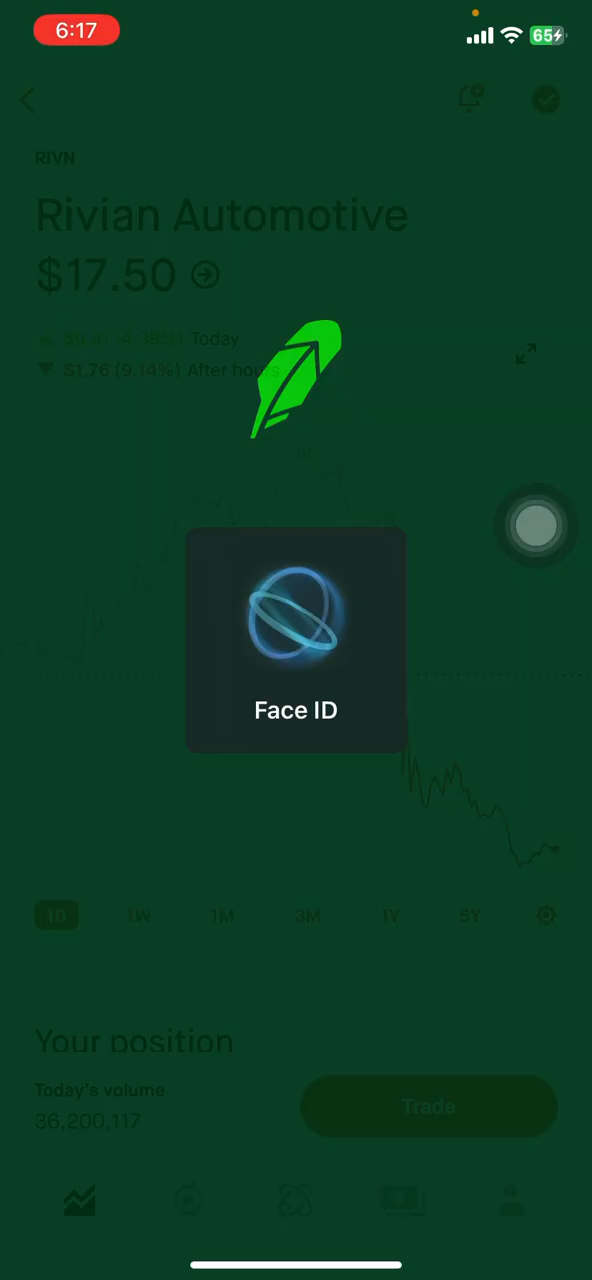 6:17
65
RIVN
Rivian Automotive
$17.50
Today
$1.76 (9.14%) After hours
Face ID
1D 1W 1M 3M 1Y 5Y
Your position
Today's volume
36,200,117
Trade